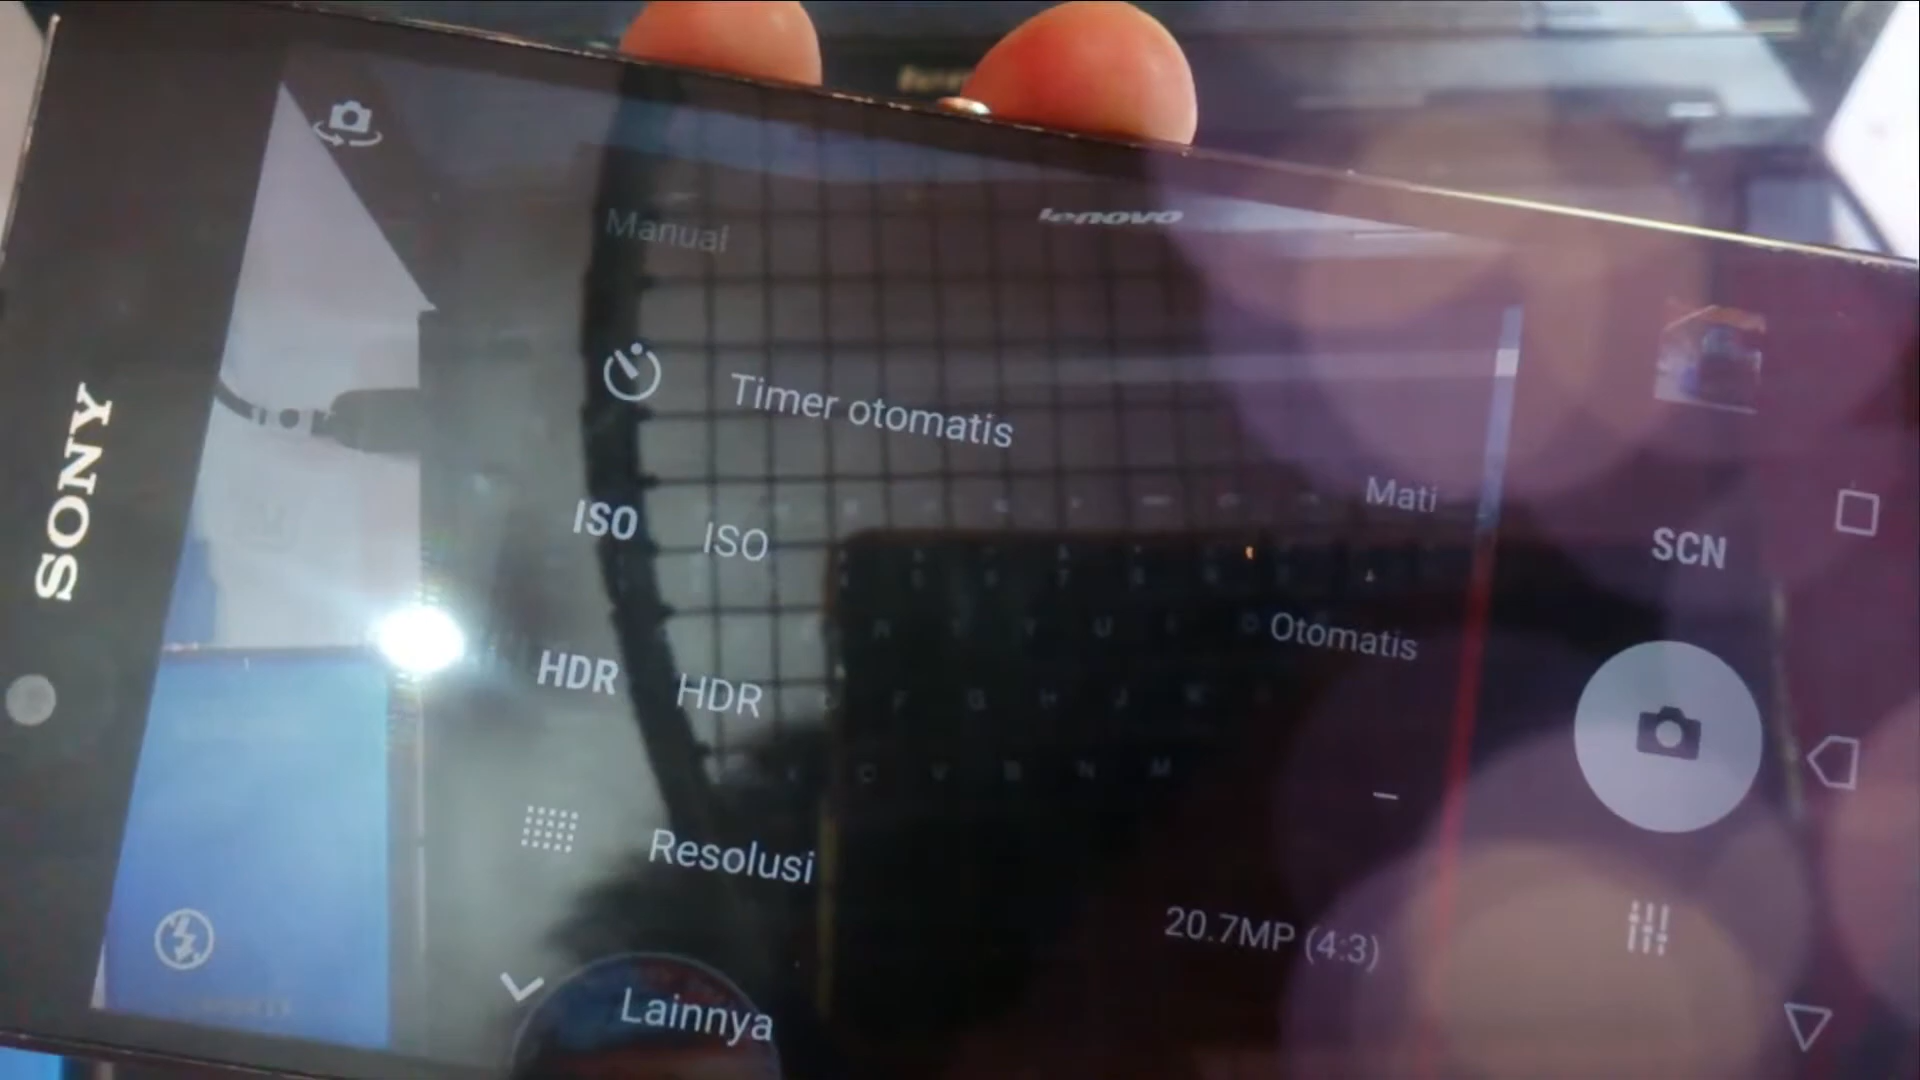 SONY
Manual
lenovo
Timer otomatis
Mati
ISO ISO
Otomatis
SCN
HDR HDR
–
Resolusi
20.7MP (4:3)
Lainnya
Y U
F G H J K
C V B N M